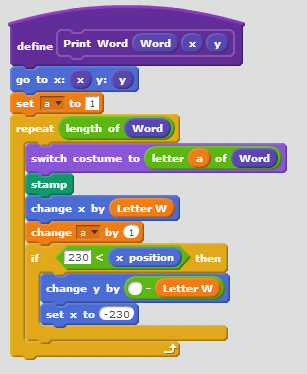 define Print Word Word x y
go to x: x y: y
set a to 1
repeat length of Word
switch costume to letter a of Word
stamp
change x by Letter W
change a by 1
if 230 < x position then
change y by - Letter W
set x to -230